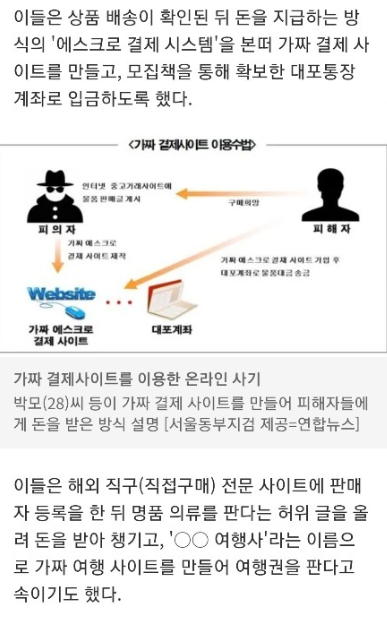 이들은 상품 배송이 확인된 뒤 돈을 지급하는 방
식의 '에스크로 결제 시스템'을 본떠 가짜 결제 사
이트를 만들고, 모집책을 통해 확보한 대포통장
계좌로 입금하도록 했다.
<가짜 결제사이트 이용수법>
인터넷 중고거래사이트에
물품 판매글 게시
구매희망
피의자
피해자
가짜 에스크로
결제 사이트 제작
가짜 에스크로 결제 사이트 가입 후
대포계좌로 물품대금 송금
Website
가짜 에스크로
결제 사이트
대포계좌
가짜 결제사이트를 이용한 온라인 사기
박모(28)씨 등이 가짜 결제 사이트를 만들어 피해자들에
게 돈을 받은 방식 설명 [서울동부지검 제공=연합뉴스]
이들은 해외 직구(직접구매) 전문 사이트에 판매
자 등록을 한 뒤 명품 의류를 판다는 허위 글을 올
려 돈을 받아 챙기고, '○○ 여행사'라는 이름으
로 가짜 여행 사이트를 만들어 여행권을 판다고
속이기도 했다.